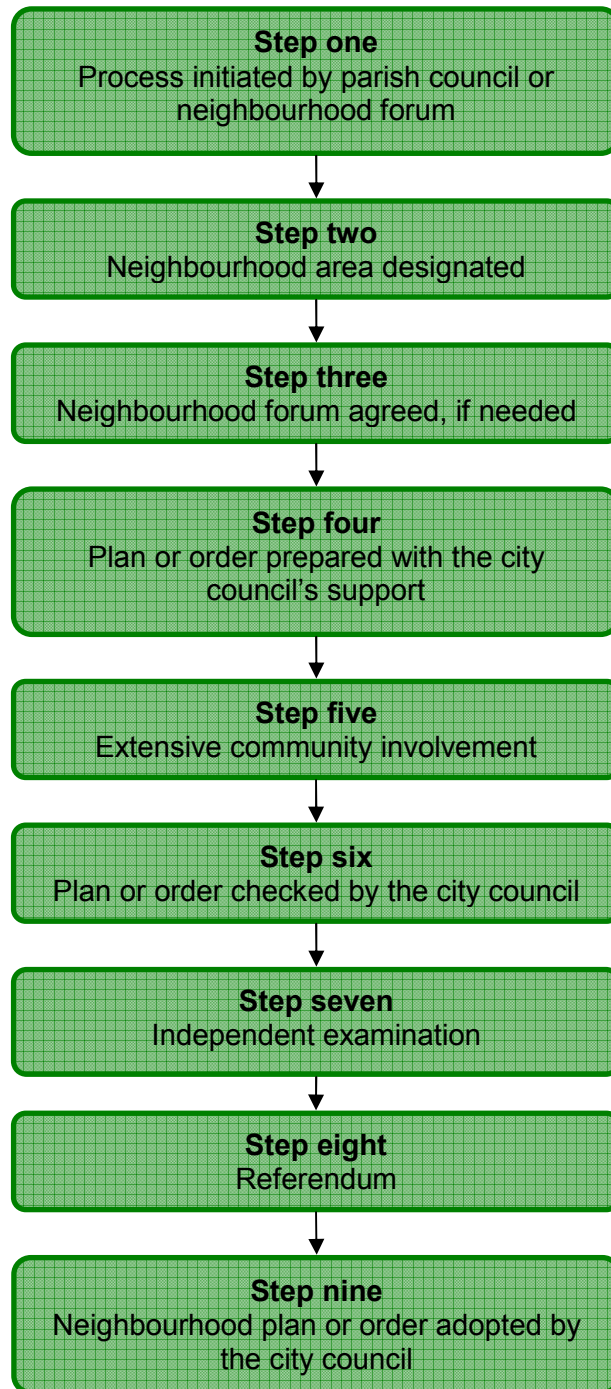 Step one
Process initiated by parish council or
neighbourhood forum
Step two
Neighbourhood area designated
Step three
Neighbourhood forum agreed, if needed
Step four
Plan or order prepared with the city
council’s support
Step five
Extensive community involvement
Step six
Plan or order checked by the city council
Step seven
Independent examination
Step eight
Referendum
Step nine
Neighbourhood plan or order adopted by
the city council